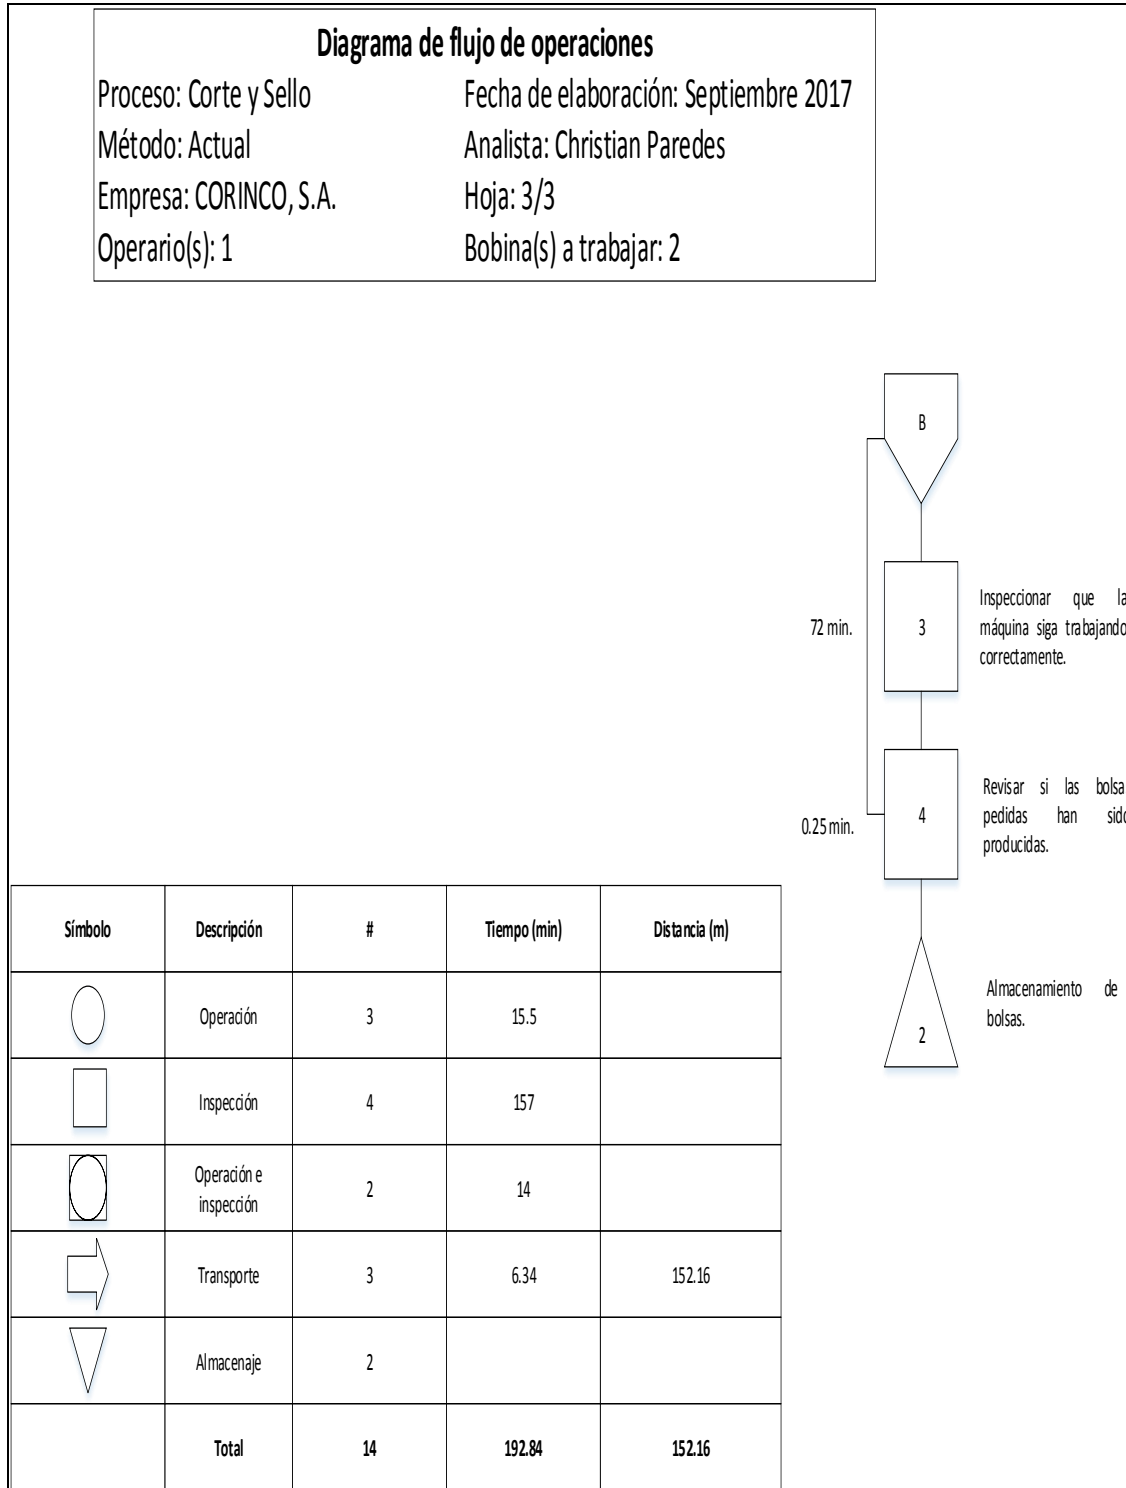 Diagrama de flujo de operaciones
Proceso: Corte y Sello Fecha de elaboración: Septiembre 2017
Método: Actual Analista: Christian Paredes
Empresa: CORINCO, S.A. Hoja: 3/3
Operario(s): 1 Bobina(s) a trabajar: 2
B
72 min.
3
Inspeccionar que la
máquina siga trabajando
correctamente.
0.25 min.
4
Revisar si las bolsa
pedidas han sido
producidas.
2
Almacenamiento de
bolsas.
Símbolo Descripción # Tiempo (min) Distancia (m)
Operación 3 15.5
Inspección 4 157
Operación e
inspección 2 14
Transporte 3 6.34 152.16
Almacenaje 2
Total 14 192.84 152.16